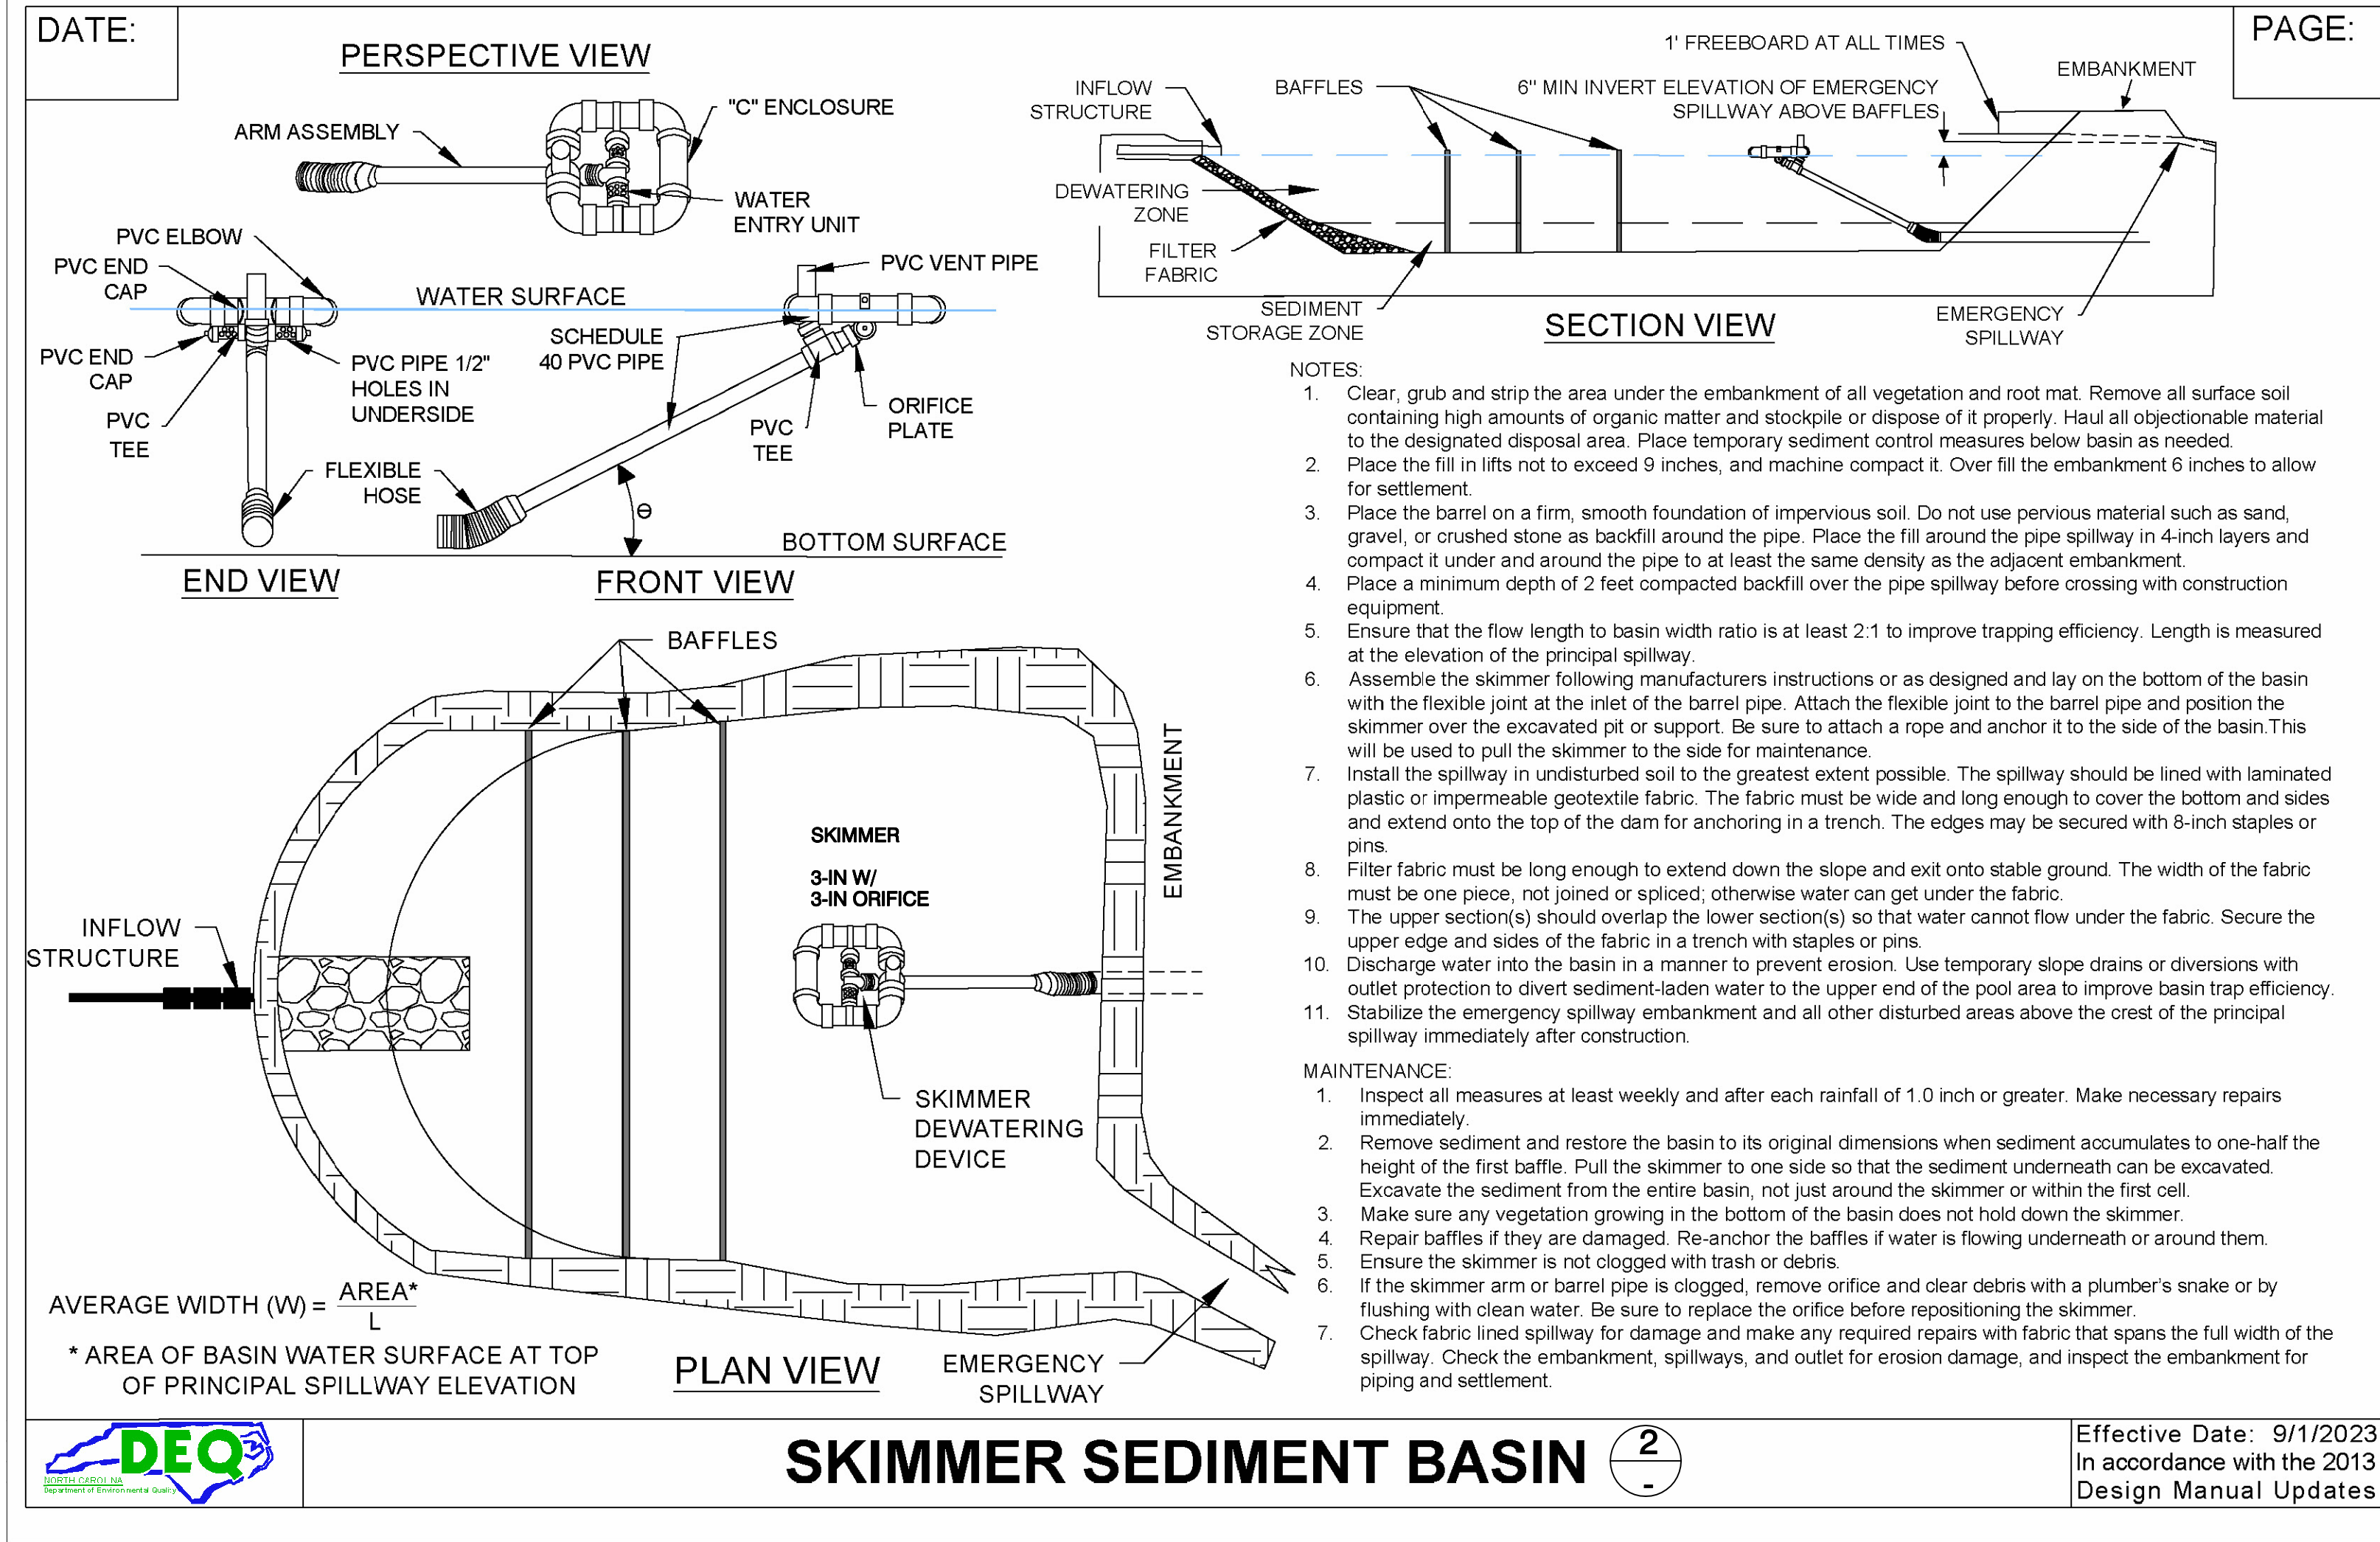 DATE:
PAGE:
PERSPECTIVE VIEW
"C" ENCLOSURE
ARM ASSEMBLY
WATER
ENTRY UNIT
PVC ELBOW
PVC END
CAP
WATER SURFACE
PVC VENT PIPE
SCHEDULE
40 PVC PIPE
PVC END
CAP
PVC PIPE 1/2"
HOLES IN
UNDERSIDE
PVC
TEE
ORIFICE
PLATE
PVC
TEE
FLEXIBLE
HOSE
Θ
BOTTOM SURFACE
END VIEW
FRONT VIEW
1' FREEBOARD AT ALL TIMES
EMBANKMENT
INFLOW
STRUCTURE
BAFFLES
6" MIN INVERT ELEVATION OF EMERGENCY
SPILLWAY ABOVE BAFFLES
DEWATERING
ZONE
FILTER
FABRIC
SEDIMENT
STORAGE ZONE
SECTION VIEW
EMERGENCY
SPILLWAY
BAFFLES
EMBANKMENT
SKIMMER
3-IN W/
3-IN ORIFICE
INFLOW
STRUCTURE
SKIMMER
DEWATERING
DEVICE
AVERAGE WIDTH (W) = AREA*
L
* AREA OF BASIN WATER SURFACE AT TOP
OF PRINCIPAL SPILLWAY ELEVATION
PLAN VIEW
EMERGENCY
SPILLWAY
NOTES:
1. Clear, grub and strip the area under the embankment of all vegetation and root mat. Remove all surface soil
containing high amounts of organic matter and stockpile or dispose of it properly. Haul all objectionable material
to the designated disposal area. Place temporary sediment control measures below basin as needed.
2. Place the fill in lifts not to exceed 9 inches, and machine compact it. Over fill the embankment 6 inches to allow
for settlement.
3. Place the barrel on a firm, smooth foundation of impervious soil. Do not use pervious material such as sand,
gravel, or crushed stone as backfill around the pipe. Place the fill around the pipe spillway in 4-inch layers and
compact it under and around the pipe to at least the same density as the adjacent embankment.
4. Place a minimum depth of 2 feet compacted backfill over the pipe spillway before crossing with construction
equipment.
5. Ensure that the flow length to basin width ratio is at least 2:1 to improve trapping efficiency. Length is measured
at the elevation of the principal spillway.
6. Assemble the skimmer following manufacturers instructions or as designed and lay on the bottom of the basin
with the flexible joint at the inlet of the barrel pipe. Attach the flexible joint to the barrel pipe and position the
skimmer over the excavated pit or support. Be sure to attach a rope and anchor it to the side of the basin.This
will be used to pull the skimmer to the side for maintenance.
7. Install the spillway in undisturbed soil to the greatest extent possible. The spillway should be lined with laminated
plastic or impermeable geotextile fabric. The fabric must be wide and long enough to cover the bottom and sides
and extend onto the top of the dam for anchoring in a trench. The edges may be secured with 8-inch staples or
pins.
8. Filter fabric must be long enough to extend down the slope and exit onto stable ground. The width of the fabric
must be one piece, not joined or spliced; otherwise water can get under the fabric.
9. The upper section(s) should overlap the lower section(s) so that water cannot flow under the fabric. Secure the
upper edge and sides of the fabric in a trench with staples or pins.
10. Discharge water into the basin in a manner to prevent erosion. Use temporary slope drains or diversions with
outlet protection to divert sediment-laden water to the upper end of the pool area to improve basin trap efficiency.
11. Stabilize the emergency spillway embankment and all other disturbed areas above the crest of the principal
spillway immediately after construction.
MAINTENANCE:
1. Inspect all measures at least weekly and after each rainfall of 1.0 inch or greater. Make necessary repairs
immediately.
2. Remove sediment and restore the basin to its original dimensions when sediment accumulates to one-half the
height of the first baffle. Pull the skimmer to one side so that the sediment underneath can be excavated.
Excavate the sediment from the entire basin, not just around the skimmer or within the first cell.
3. Make sure any vegetation growing in the bottom of the basin does not hold down the skimmer.
4. Repair baffles if they are damaged. Re-anchor the baffles if water is flowing underneath or around them.
5. Ensure the skimmer is not clogged with trash or debris.
6. If the skimmer arm or barrel pipe is clogged, remove orifice and clear debris with a plumber's snake or by
flushing with clean water. Be sure to replace the orifice before repositioning the skimmer.
7. Check fabric lined spillway for damage and make any required repairs with fabric that spans the full width of the
spillway. Check the embankment, spillways, and outlet for erosion damage, and inspect the embankment for
piping and settlement.
DEQ
NORTH CAROLINA
Department of Environmental Quality
SKIMMER SEDIMENT BASIN
2
-
Effective Date: 9/1/2023
In accordance with the 2013
Design Manual Updates